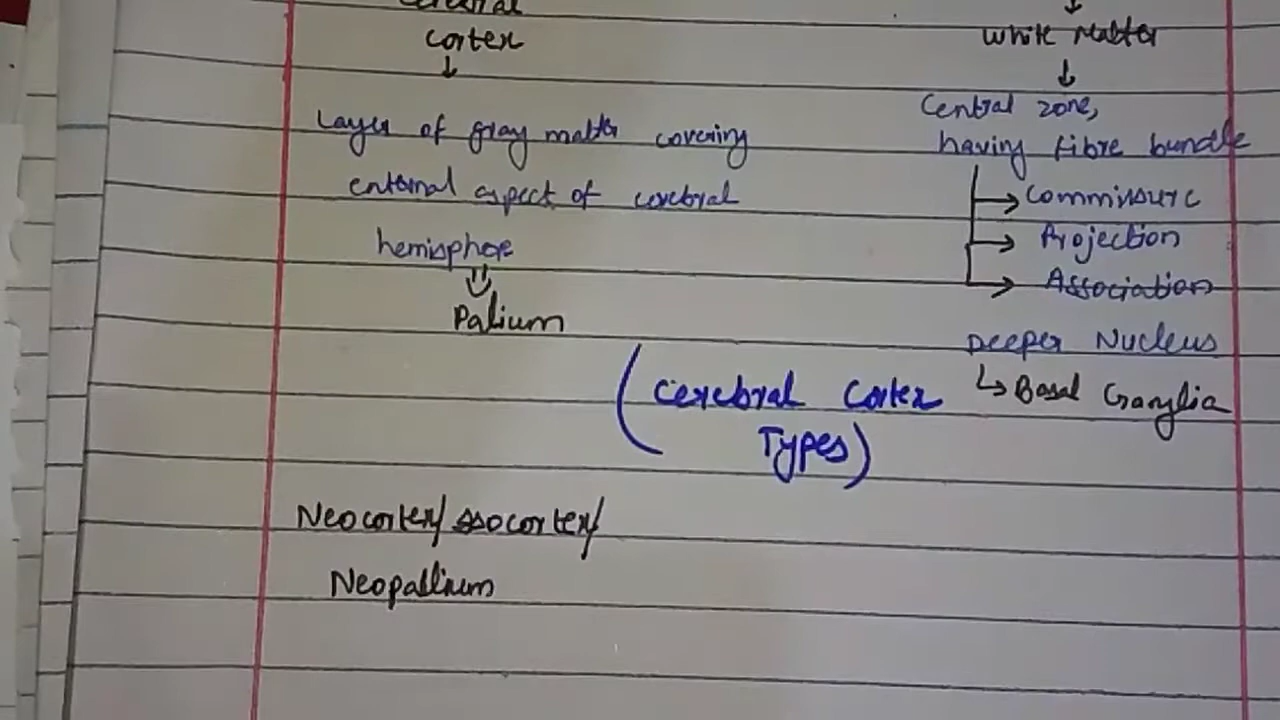 cortex
↓
Layer of gray matter covering
external aspect of cerebral
hemisphere
⇓
Palium
↓
White Matter
↓
Central zone,
having fibre bundle
→ Commissure
→ Projection
→ Association
Deeper Nucleus
↳ Basal Ganglia
(Cerebral Cortex
Types)
Neocortex/Isocortex/
Neopallium